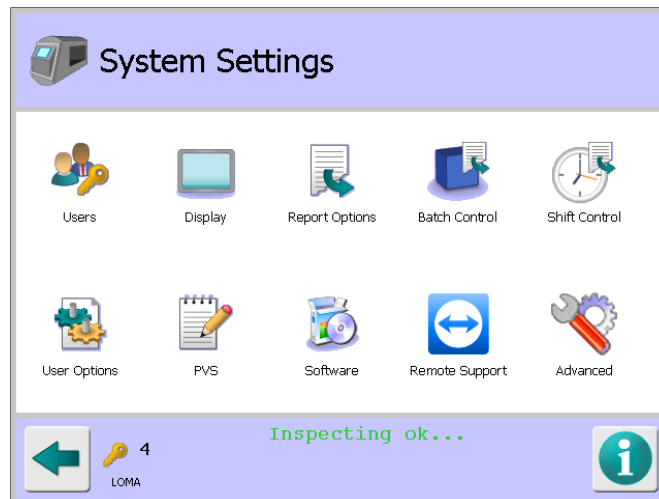 System Settings
Users
Display
Report Options
Batch Control
Shift Control
User Options
PVS
Software
Remote Support
Advanced
Inspecting ok...
4
LOMA
i